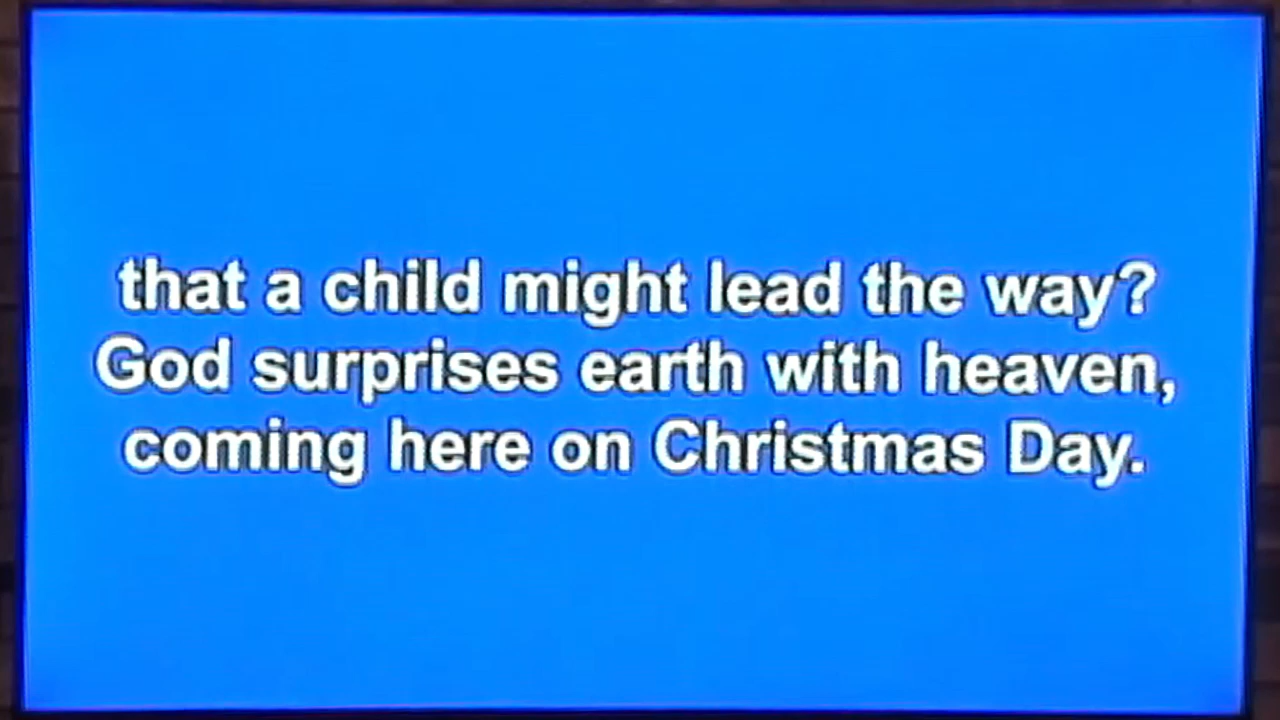 that a child might lead the way?
God surprises earth with heaven,
coming here on Christmas Day.